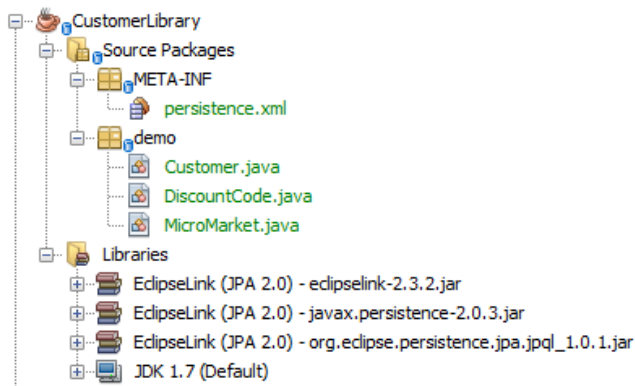 CustomerLibrary
Source Packages
META-INF
persistence.xml
demo
Customer.java
DiscountCode.java
MicroMarket.java
Libraries
EclipseLink (JPA 2.0) - eclipselink-2.3.2.jar
EclipseLink (JPA 2.0) - javax.persistence-2.0.3.jar
EclipseLink (JPA 2.0) - org.eclipse.persistence.jpa.jpql_1.0.1.jar
JDK 1.7 (Default)